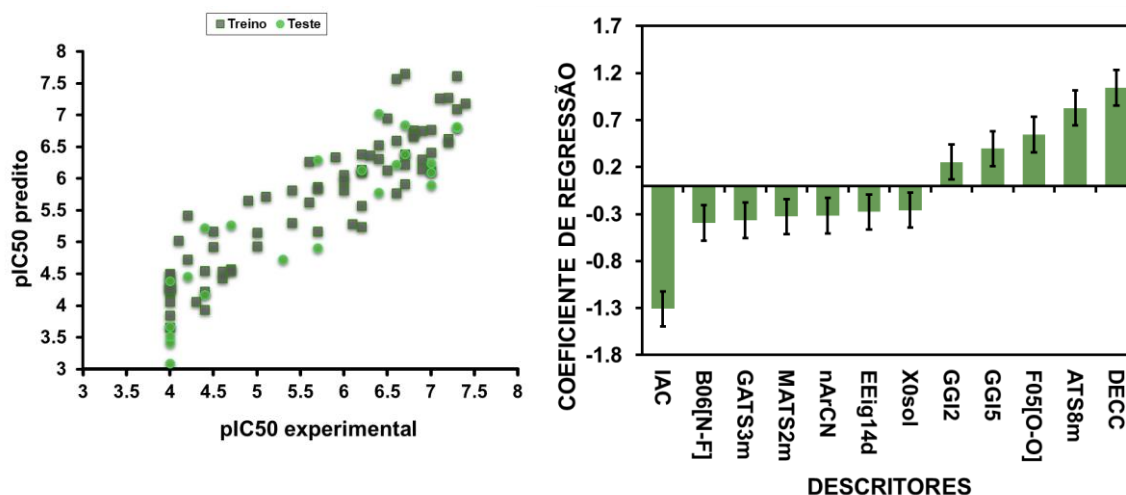 Treino Teste
pIC50 predito
8
7.5
7
6.5
6
5.5
5
4.5
4
3.5
3
3 3.5 4 4.5 5 5.5 6 6.5 7 7.5 8
pIC50 experimental
COEFICIENTE DE REGRESSÃO
1.7
1.2
0.7
0.2
-0.3
-0.8
-1.3
-1.8
IAC
B06[N-F]
GATS3m
MATS2m
nArCN
EEig14d
X0sol
GGI2
GGI5
F05[O-O]
ATS8m
DECC
DESCRITORES